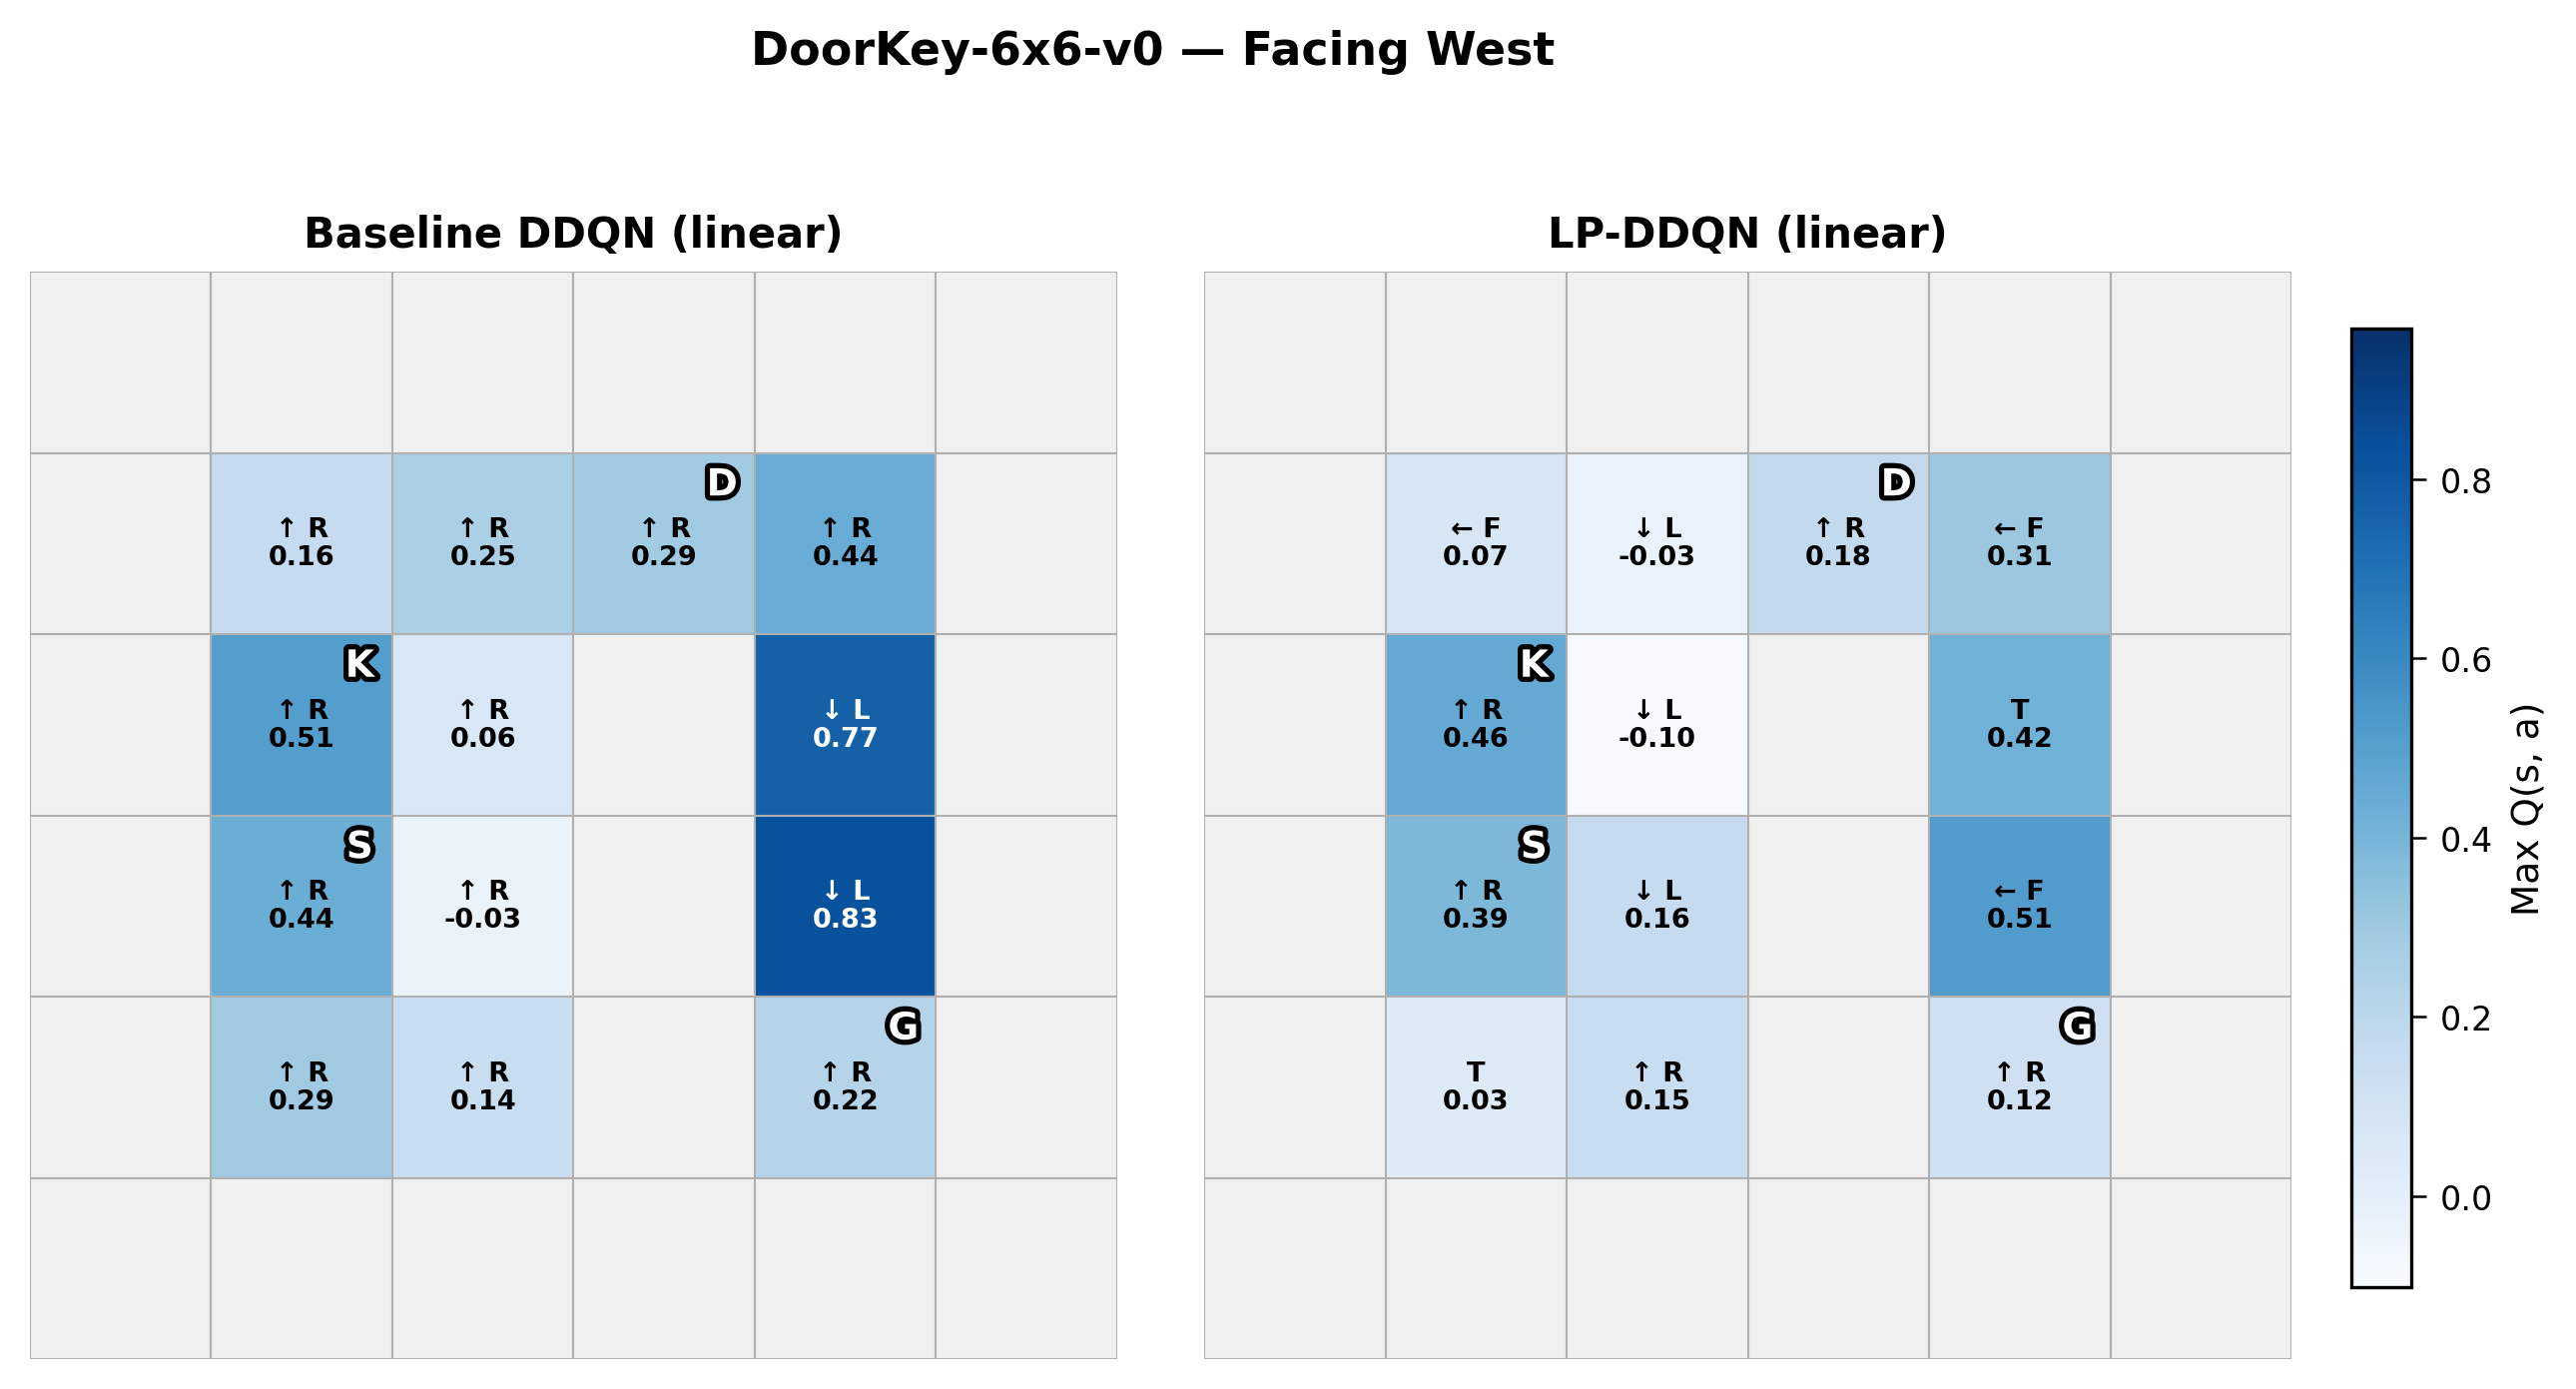 DoorKey-6x6-v0 — Facing West
Baseline DDQN (linear)
D
↑ R
0.16
↑ R
0.25
↑ R
0.29
↑ R
0.44
K
↑ R
0.51
↑ R
0.06
↓ L
0.77
S
↑ R
0.44
↑ R
-0.03
↓ L
0.83
G
↑ R
0.29
↑ R
0.14
↑ R
0.22
LP-DDQN (linear)
D
← F
0.07
↓ L
-0.03
↑ R
0.18
← F
0.31
K
↑ R
0.46
↓ L
-0.10
T
0.42
S
↑ R
0.39
↓ L
0.16
← F
0.51
G
T
0.03
↑ R
0.15
↑ R
0.12
0.8
0.6
0.4
0.2
0.0
Max Q(s, a)